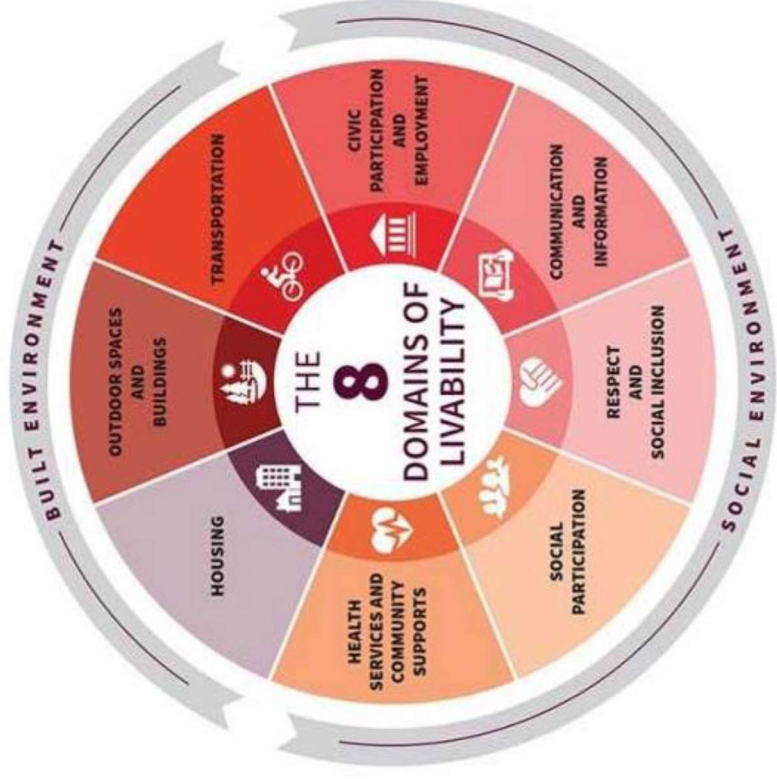 BUILT ENVIRONMENT
THE
8
DOMAINS OF
LIVABILITY
OUTDOOR SPACES
AND
BUILDINGS
TRANSPORTATION
CIVIC
PARTICIPATION
AND
EMPLOYMENT
COMMUNICATION
AND
INFORMATION
RESPECT
AND
SOCIAL INCLUSION
SOCIAL
PARTICIPATION
HEALTH
SERVICES AND
COMMUNITY
SUPPORTS
HOUSING
SOCIAL ENVIRONMENT